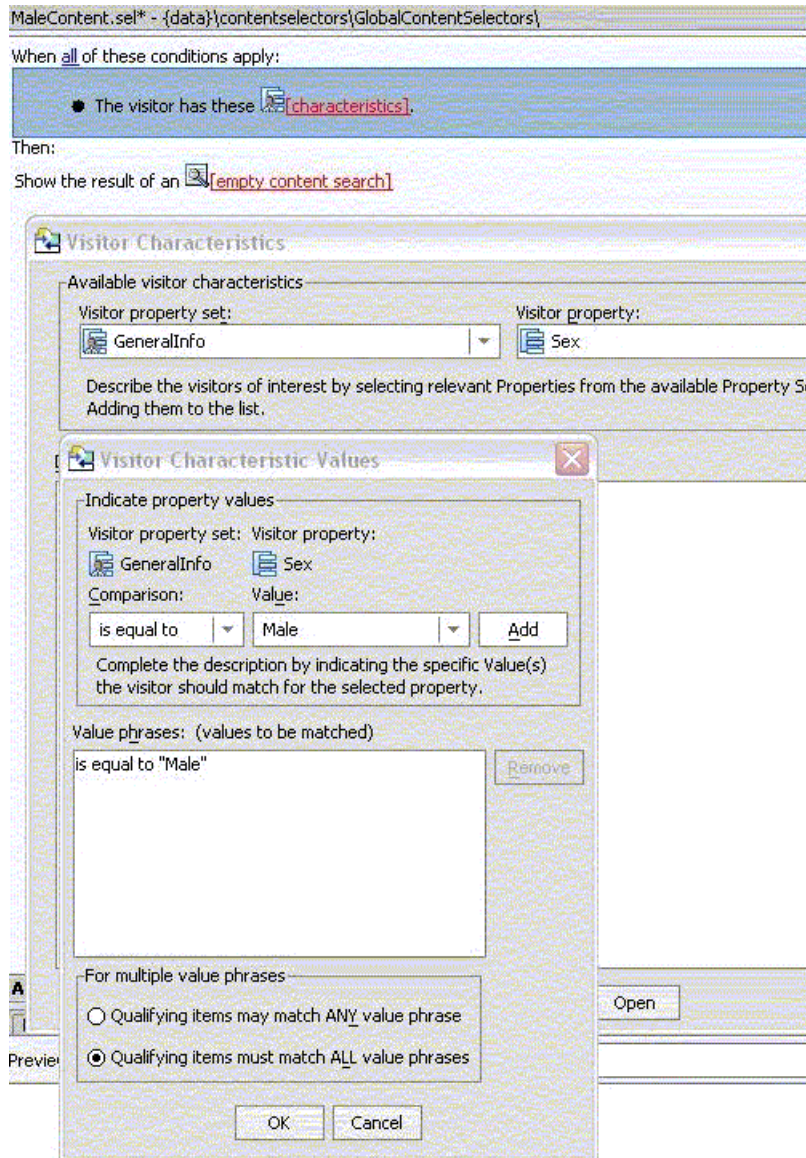 MaleContent.sel* - {data}\contentselectors\GlobalContentSelectors\
When all of these conditions apply:
● The visitor has these [characteristics].
Then:
Show the result of an [empty content search]
Visitor Characteristics
Available visitor characteristics
Visitor property set: Visitor property:
GeneralInfo Sex
Describe the visitors of interest by selecting relevant Properties from the available Property S
Adding them to the list.
Visitor Characteristic Values
Indicate property values
Visitor property set: Visitor property:
GeneralInfo Sex
Comparison: Value:
is equal to Male Add
Complete the description by indicating the specific Value(s)
the visitor should match for the selected property.
Value phrases: (values to be matched)
is equal to "Male" Remove
For multiple value phrases
Qualifying items may match ANY value phrase
Qualifying items must match ALL value phrases
A
Open
Previe
OK Cancel